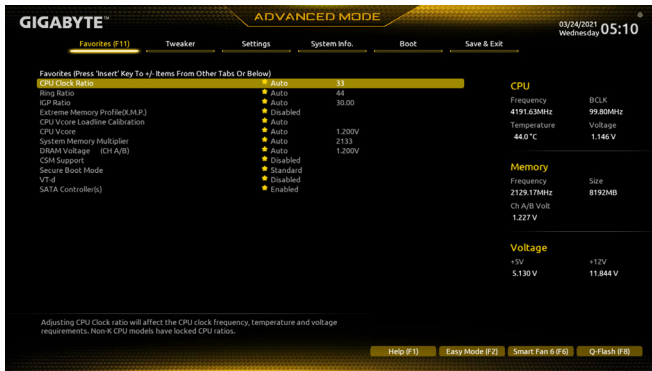 GIGABYTE™
ADVANCED MODE
03/24/2021
Wednesday 05:10
Favorites (F11) Tweaker Settings System Info. Boot Save & Exit
Favorites (Press 'Insert' Key To +/- Items From Other Tabs Or Below)
CPU Clock Ratio Auto 33
Ring Ratio Auto 44
IGP Ratio Auto 30.00
Extreme Memory Profile(X.M.P.) Disabled
CPU Vcore Loadline Calibration Auto
CPU Vcore Auto 1.200V
System Memory Multiplier Auto 2133
DRAM Voltage (CH A/B) Auto 1.200V
CSM Support Disabled
Secure Boot Mode Standard
VT-d Disabled
SATA Controller(s) Enabled
CPU
Frequency BCLK
4191.63MHz 99.80MHz
Temperature Voltage
44.0°C 1.146 V
Memory
Frequency Size
2129.17MHz 8192MB
Ch A/B Volt
1.227 V
Voltage
+5V +12V
5.130 V 11.844 V
Adjusting CPU Clock ratio will affect the CPU clock frequency, temperature and voltage
requirements. Non-K CPU models have locked CPU ratios.
Help (F1) Easy Mode (F2) Smart Fan 6 (F6) Q-Flash (F8)